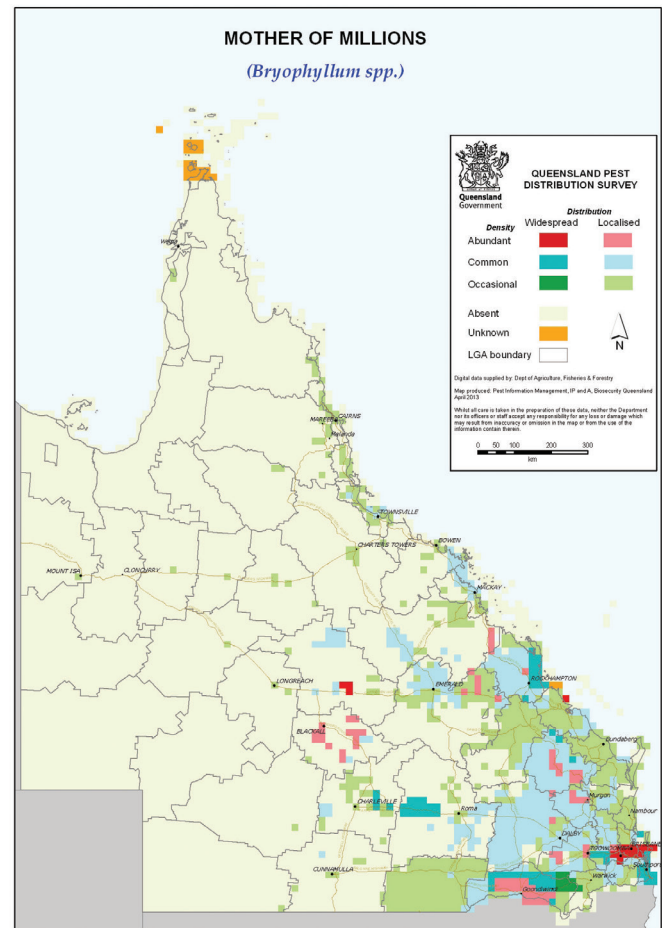 MOTHER OF MILLIONS
(Bryophyllum spp.)
Queensland
Government
QUEENSLAND PEST
DISTRIBUTION SURVEY
Distribution
Density
Widespread
Localised
Abundant
Common
Occasional
Absent
Unknown
LGA boundary
N
Digital data supplied by: Dept of Agriculture, Fisheries & Forestry
Map produced: Pest Information Management, IP and A, Biosecurity Queensland
April 2013
Whilst all care is taken in the preparation of these data, neither the Department
nor its officers or staff accept any responsibility for any loss or damage which
may result from inaccuracy or omission in the map or from the use of the
information contain therein.
0 50 100 200 300
km
Weipa
CAIRNS
MAREEBA
Malanda
TOWNSVILLE
BOWEN
CHARTERS TOWERS
MOUNT ISA
CLONCURRY
MACKAY
LONGREACH
EMERALD
ROCKHAMPTON
BLACKALL
Bundaberg
CHARLEVILLE
Roma
Murgon
Nambour
DALBY
TOOWOOMBA
BRISBANE
Southport
CUNNAMULLA
Goondiwindi
Warwick